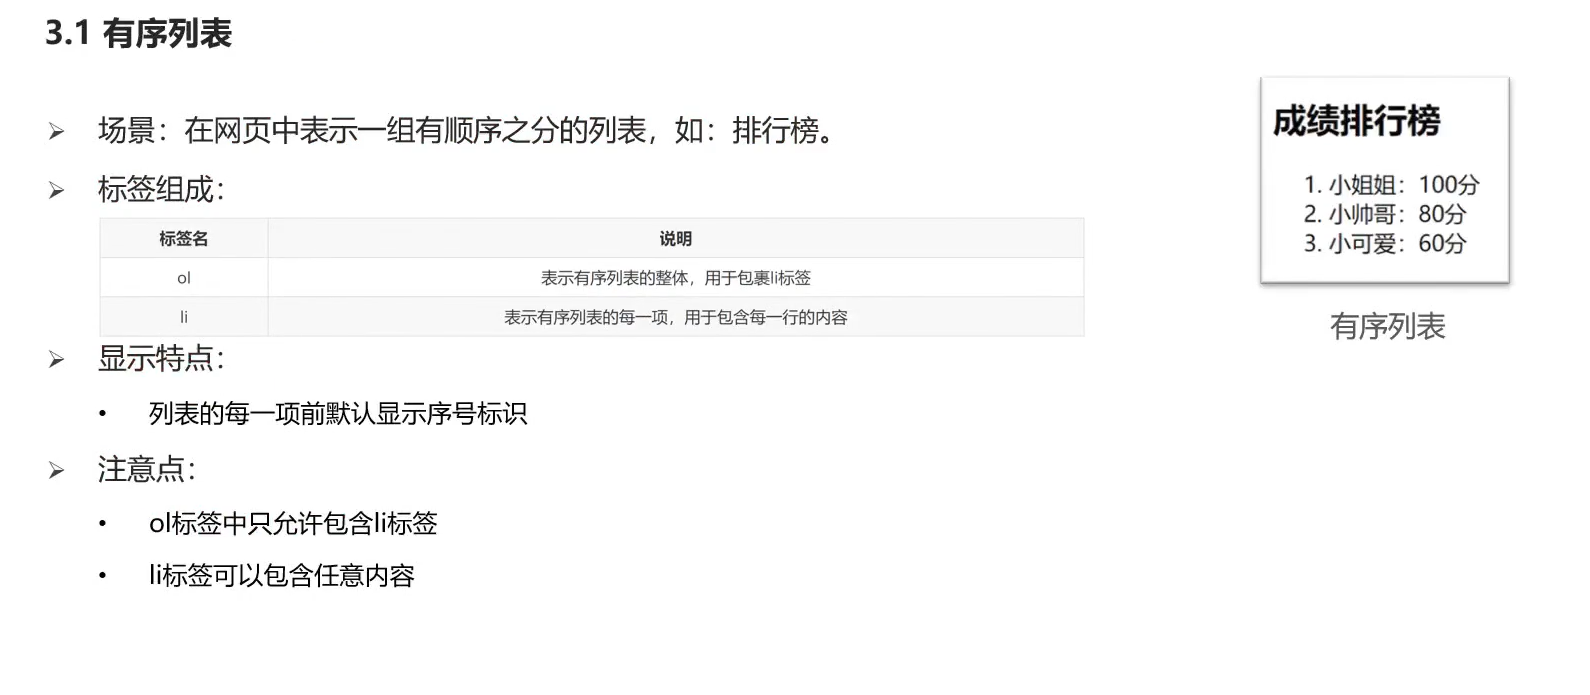 3.1 有序列表
场景：在网页中表示一组有顺序之分的列表，如：排行榜。
标签组成：
标签名 说明
ol 表示有序列表的整体，用于包裹li标签
li 表示有序列表的每一项，用于包含每一行的内容
显示特点：
• 列表的每一项前默认显示序号标识
注意点：
• ol标签中只允许包含li标签
• li标签可以包含任意内容
成绩排行榜
1. 小姐姐：100分
2. 小帅哥：80分
3. 小可爱：60分
有序列表